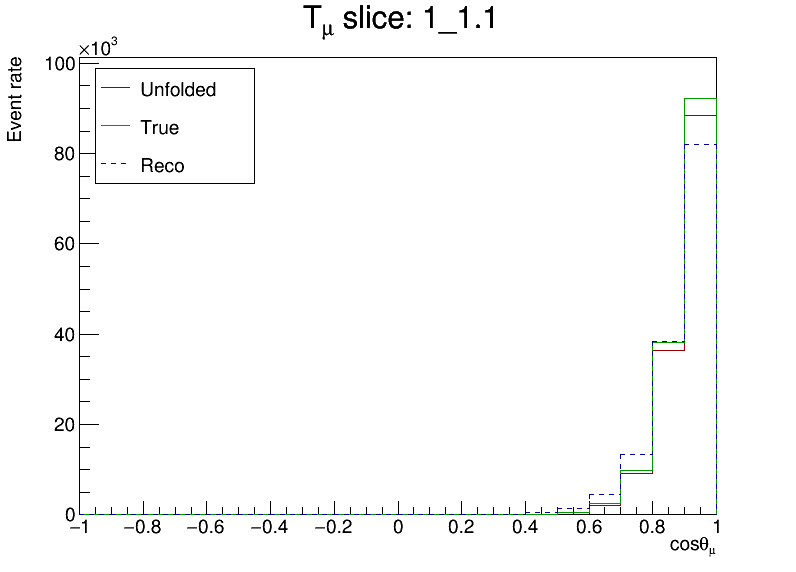 Tμ slice: 1_1.1
×10³
Event rate
100
80
60
40
20
0
Unfolded
True
Reco
−1 −0.8 −0.6 −0.4 −0.2 0 0.2 0.4 0.6 0.8 1
cosθμ